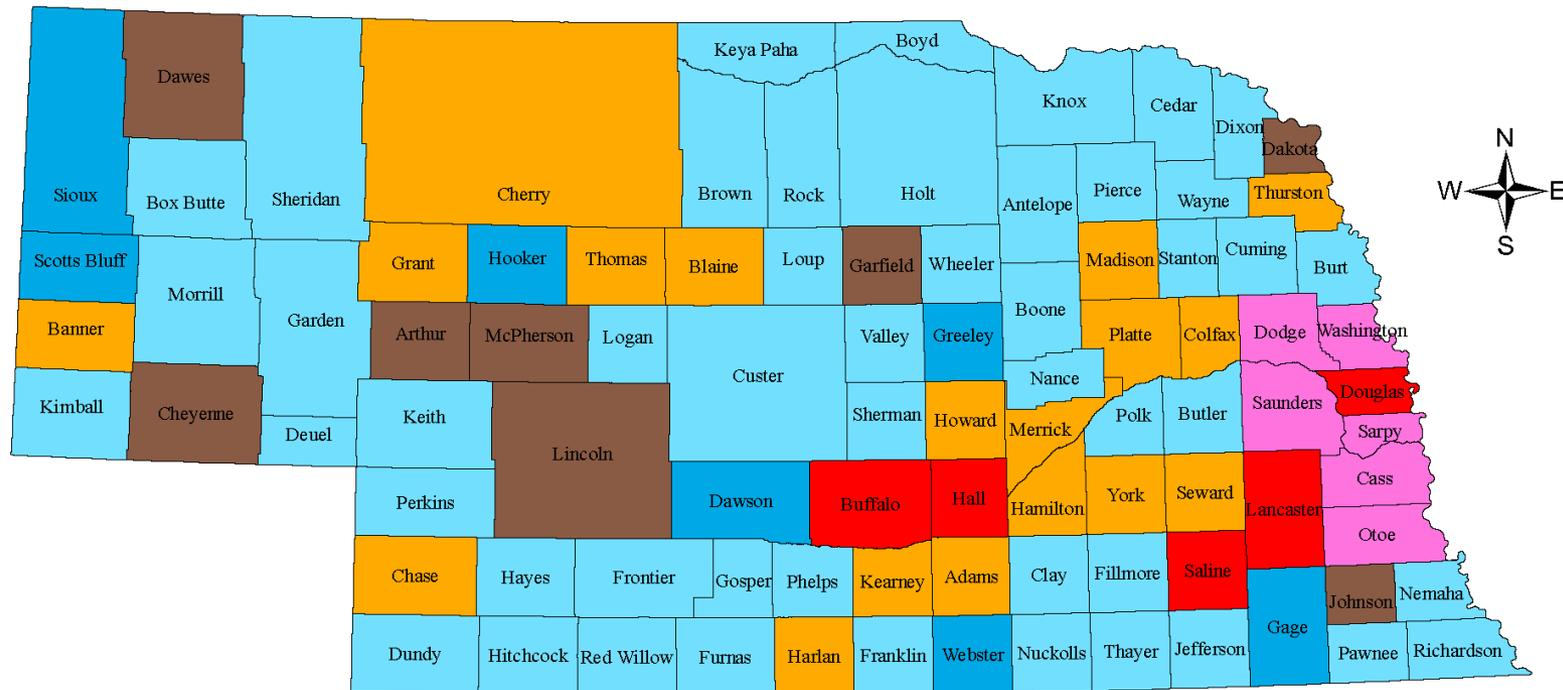 Keya Paha
Boyd
Dawes
Knox
Cedar
Dixon
Dakota
N
W
E
S
Sioux
Box Butte
Sheridan
Cherry
Brown
Rock
Holt
Antelope
Pierce
Wayne
Thurston
Scotts Bluff
Morrill
Grant
Hooker
Thomas
Blaine
Loup
Garfield
Wheeler
Madison
Stanton
Cuming
Burt
Banner
Garden
Arthur
McPherson
Logan
Custer
Valley
Greeley
Boone
Platte
Colfax
Dodge
Washington
Kimball
Cheyenne
Deuel
Keith
Lincoln
Sherman
Howard
Nance
Merrick
Polk
Butler
Saunders
Douglas
Sarpy
Perkins
Dawson
Buffalo
Hall
Hamilton
York
Seward
Lancaster
Cass
Otoe
Chase
Hayes
Frontier
Gosper
Phelps
Kearney
Adams
Clay
Fillmore
Saline
Gage
Johnson
Nemaha
Dundy
Hitchcock
Red Willow
Furnas
Harlan
Franklin
Webster
Nuckolls
Thayer
Jefferson
Pawnee
Richardson